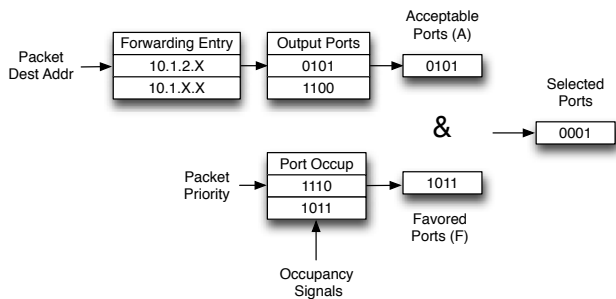 Packet
Dest Addr
Forwarding Entry
10.1.2.X
10.1.X.X
Output Ports
0101
1100
Acceptable
Ports (A)
0101
&
Selected
Ports
0001
Packet
Priority
Port Occup
1110
1011
1011
Favored
Ports (F)
Occupancy
Signals